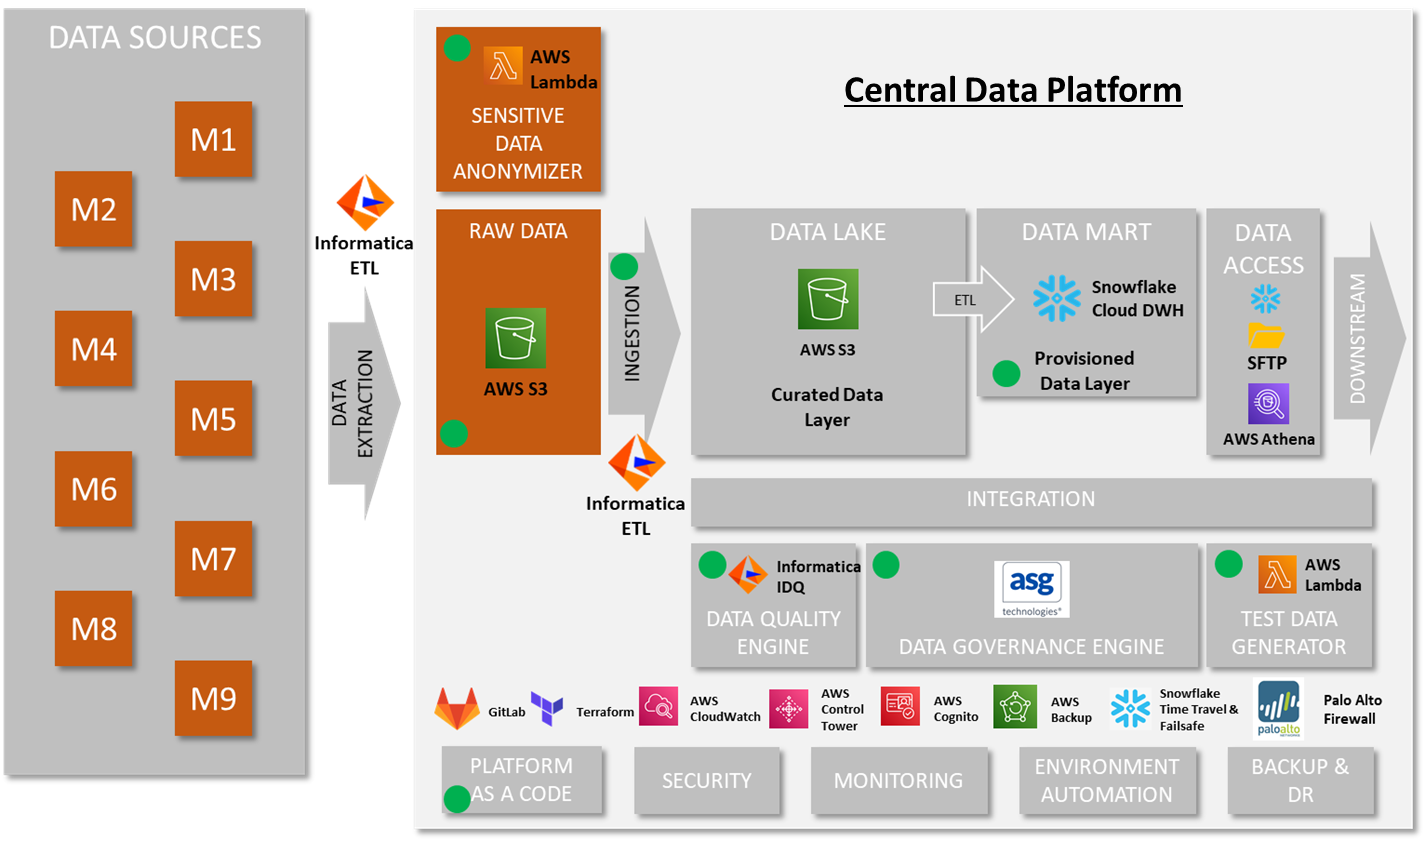 DATA SOURCES
M1
M2
M3
M4
M5
M6
M7
M8
M9
Informatica
ETL
DATA
EXTRACTION
Central Data Platform
AWS
Lambda
SENSITIVE
DATA
ANONYMIZER
RAW DATA
AWS S3
INGESTION
Informatica
ETL
DATA LAKE
AWS S3
Curated Data
Layer
ETL
DATA MART
Snowflake
Cloud DWH
Provisioned
Data Layer
DATA
ACCESS
SFTP
AWS Athena
DOWNSTREAM
INTEGRATION
Informatica
IDQ
DATA QUALITY
ENGINE
asg
technologies®
DATA GOVERNANCE ENGINE
AWS
Lambda
TEST DATA
GENERATOR
GitLab
Terraform
AWS
CloudWatch
AWS
Control
Tower
AWS
Cognito
AWS
Backup
Snowflake
Time Travel &
Failsafe
paloalto
NETWORKS
Palo Alto
Firewall
PLATFORM
AS A CODE
SECURITY
MONITORING
ENVIRONMENT
AUTOMATION
BACKUP &
DR